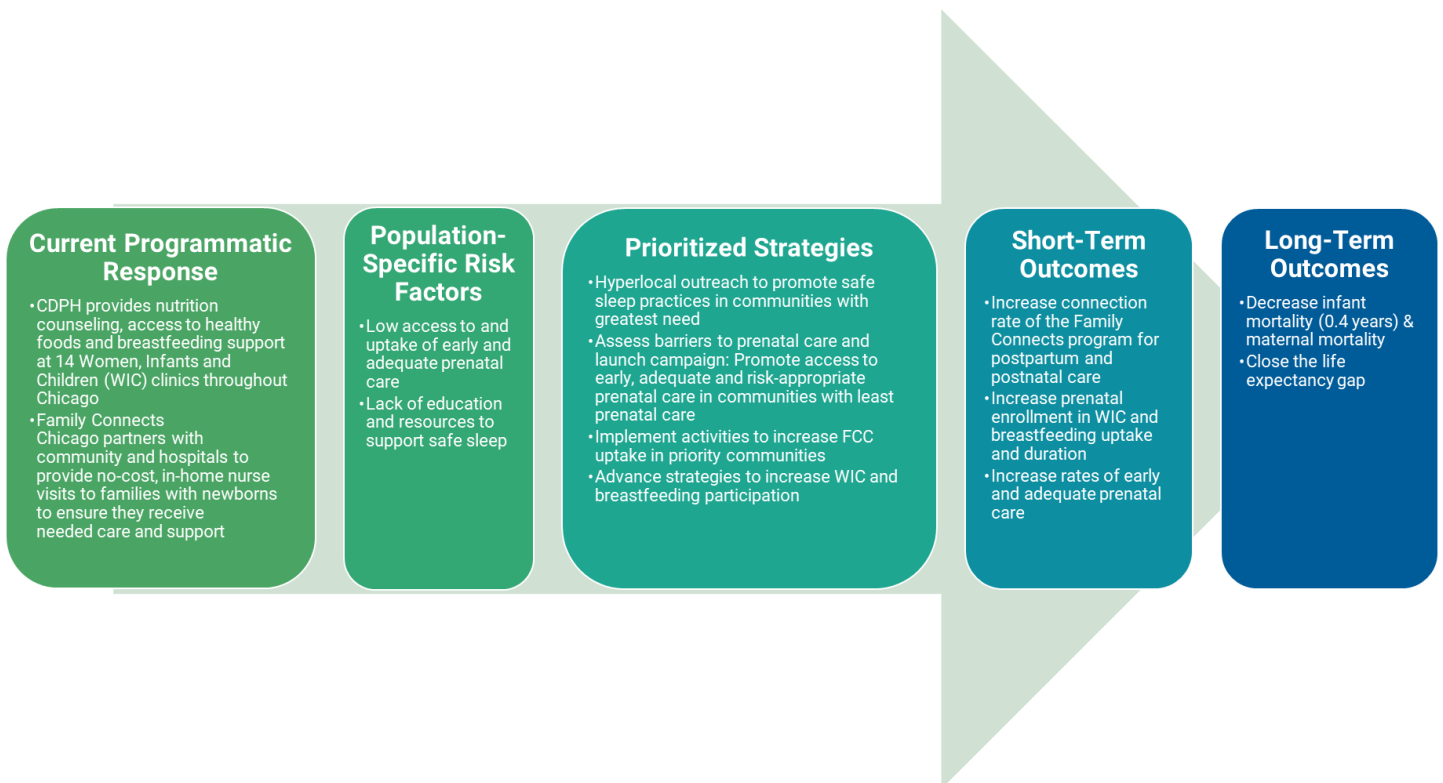 Current Programmatic
Response
•CDPH provides nutrition
counseling, access to healthy
foods and breastfeeding support
at 14 Women, Infants and
Children (WIC) clinics throughout
Chicago
•Family Connects
Chicago partners with
community and hospitals to
provide no-cost, in-home nurse
visits to families with newborns
to ensure they receive
needed care and support
Population-
Specific Risk
Factors
•Low access to and
uptake of early and
adequate prenatal
care
•Lack of education
and resources to
support safe sleep
Prioritized Strategies
•Hyperlocal outreach to promote safe
sleep practices in communities with
greatest need
•Assess barriers to prenatal care and
launch campaign: Promote access to
early, adequate and risk-appropriate
prenatal care in communities with least
prenatal care
•Implement activities to increase FCC
uptake in priority communities
•Advance strategies to increase WIC and
breastfeeding participation
Short-Term
Outcomes
•Increase connection
rate of the Family
Connects program for
postpartum and
postnatal care
•Increase prenatal
enrollment in WIC and
breastfeeding uptake
and duration
•Increase rates of early
and adequate prenatal
care
Long-Term
Outcomes
•Decrease infant
mortality (0.4 years) &
maternal mortality
•Close the life
expectancy gap